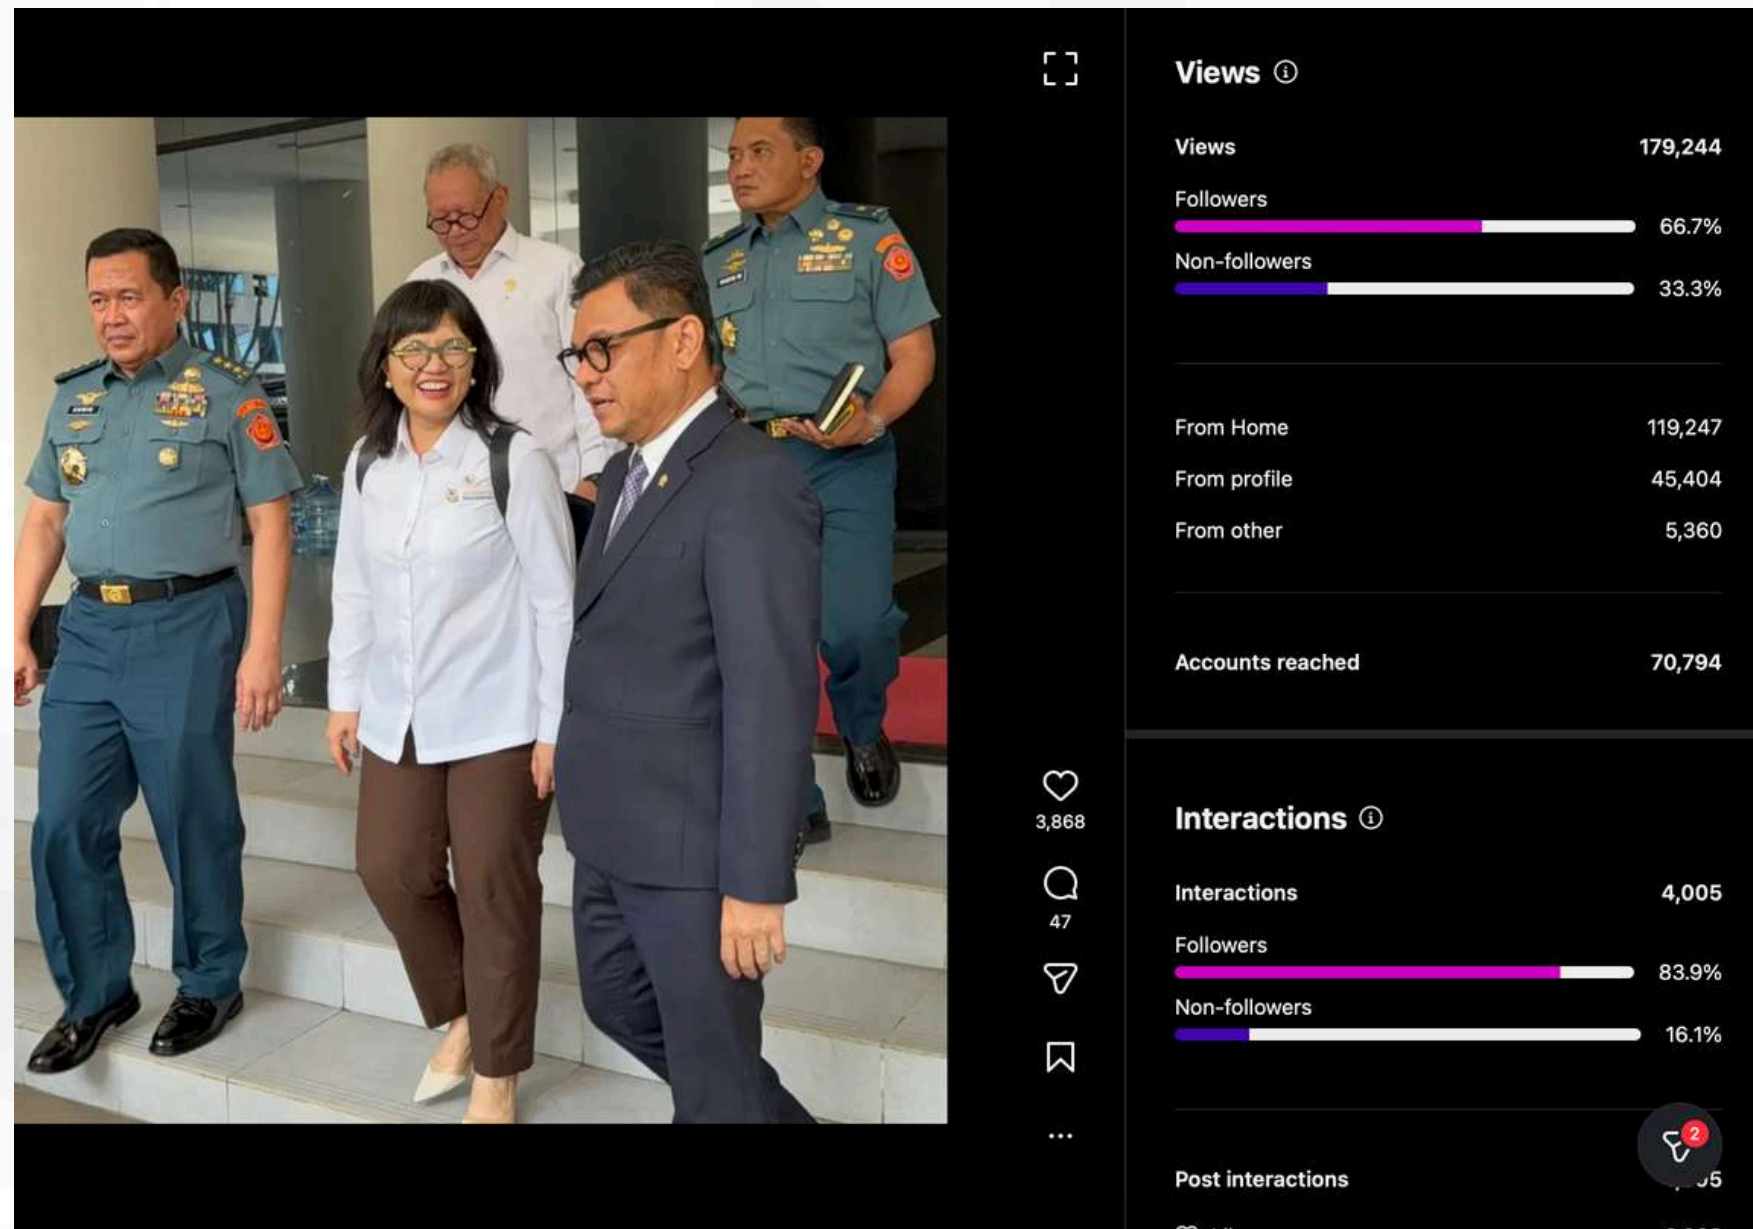 Views
Views 179,244
Followers
66.7%
Non-followers
33.3%
From Home 119,247
From profile 45,404
From other 5,360
Accounts reached 70,794
3,868
47
Interactions
Interactions 4,005
Followers
83.9%
Non-followers
16.1%
2
Post interactions